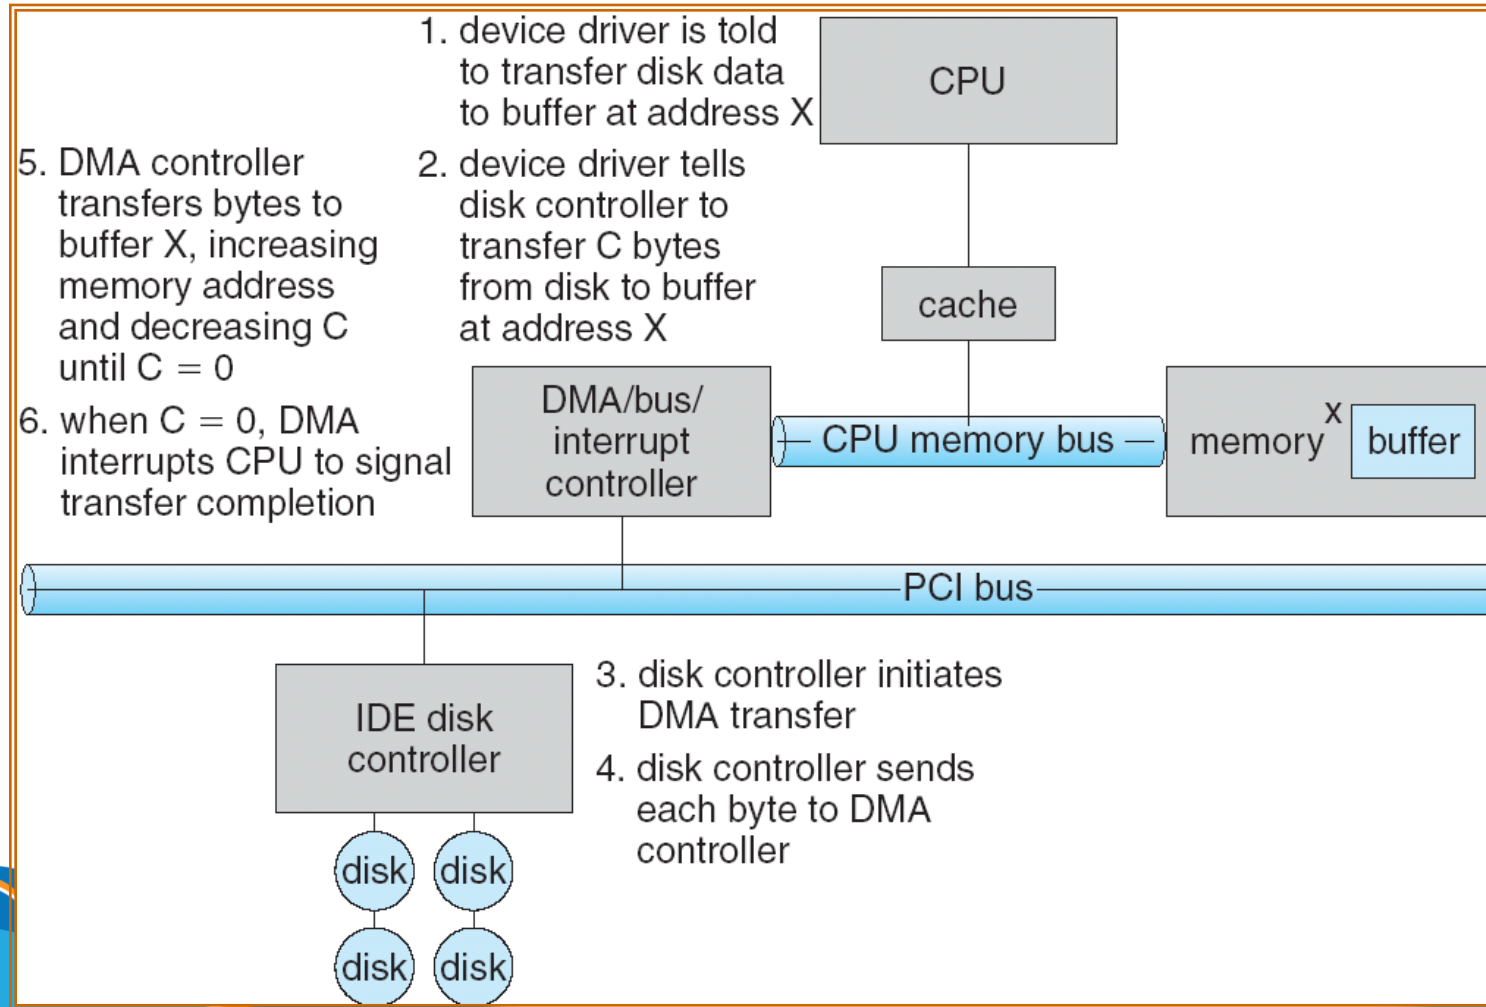 1. device driver is told
to transfer disk data
to buffer at address X
CPU
5. DMA controller
transfers bytes to
buffer X, increasing
memory address
and decreasing C
until C = 0
2. device driver tells
disk controller to
transfer C bytes
from disk to buffer
at address X
cache
6. when C = 0, DMA
interrupts CPU to signal
transfer completion
DMA/bus/
interrupt
controller
CPU memory bus
memory
X
buffer
PCI bus
IDE disk
controller
3. disk controller initiates
DMA transfer
4. disk controller sends
each byte to DMA
controller
disk
disk
disk
disk